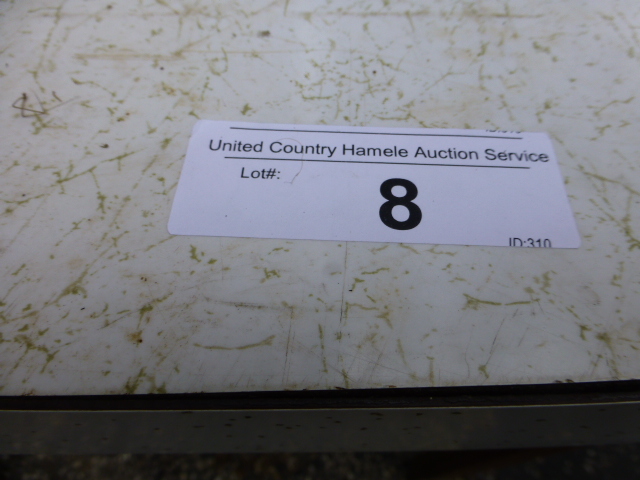 United Country Hamele Auction Service
Lot#:
8
ID:310